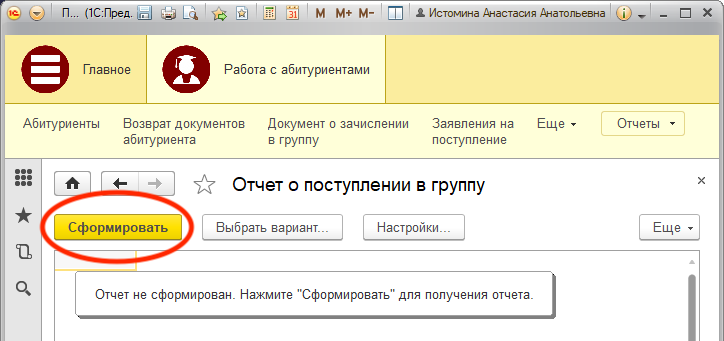 П... (1С:Пред. M M+ M- Истомина Анастасия Анатольевна
Главное Работа с абитуриентами
Абитуриенты Возврат документов Документ о зачислении Заявления на Еще Отчеты
абитуриента в группу поступление
Отчет о поступлении в группу
Сформировать Выбрать вариант... Настройки... Еще
Отчет не сформирован. Нажмите "Сформировать" для получения отчета.